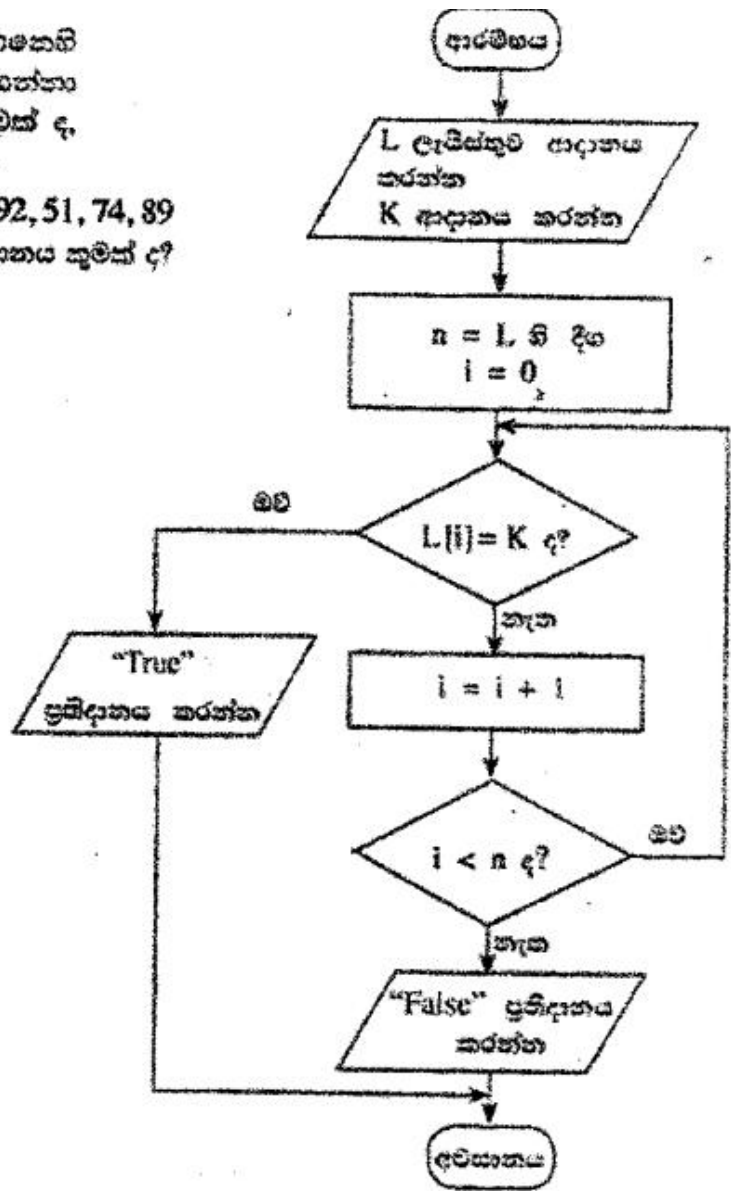 92, 51, 74, 89
කුමක් ද?
ආරම්භය
L ලැයිස්තුව ආදානය
කරන්න
K ආදානය කරන්න
n = L හි දිග
i = 0
ඔව්
L[i]= K ද?
නැත
“True”
ප්‍රතිදානය කරන්න
i = i + 1
i < n ද?
ඔව්
නැත
“False” ප්‍රතිදානය
කරන්න
අවසානය